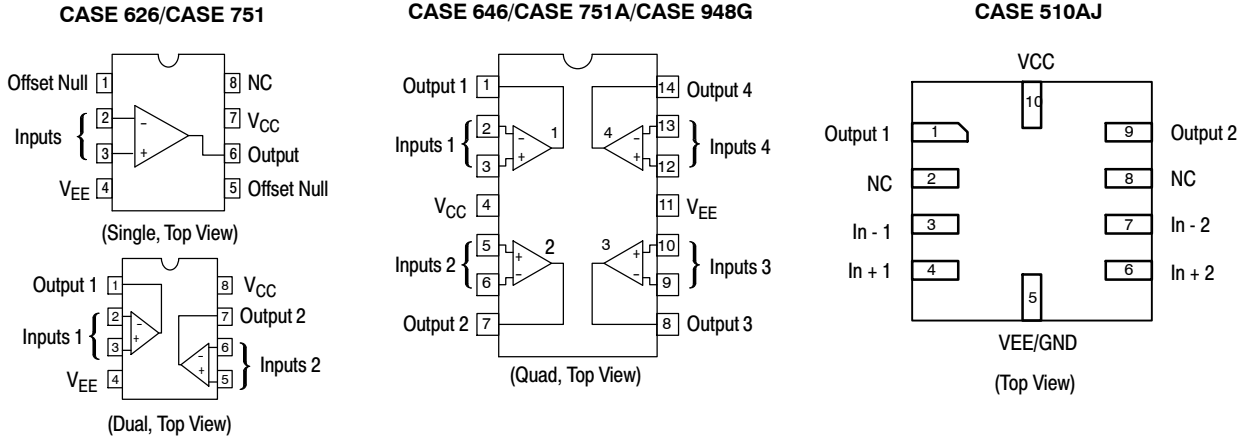 CASE 626/CASE 751
Offset Null 1
8 NC
2
Inputs
7 VCC
3
6 Output
VEE 4
5 Offset Null
−
+
(Single, Top View)
Output 1 1
8 VCC
2
7 Output 2
Inputs 1
3
6
Inputs 2
VEE 4
5
−
+
−
+
(Dual, Top View)
CASE 646/CASE 751A/CASE 948G
Output 1 1
14 Output 4
2
13
Inputs 1
1
4
Inputs 4
3
12
−
+
−
+
VCC 4
11 VEE
5
10
Inputs 2
2
3
Inputs 3
6
9
+
−
+
−
Output 2 7
8 Output 3
(Quad, Top View)
CASE 510AJ
VCC
10
Output 1 1
9 Output 2
NC 2
8 NC
In - 1 3
7 In - 2
In + 1 4
6 In + 2
5
VEE/GND
(Top View)